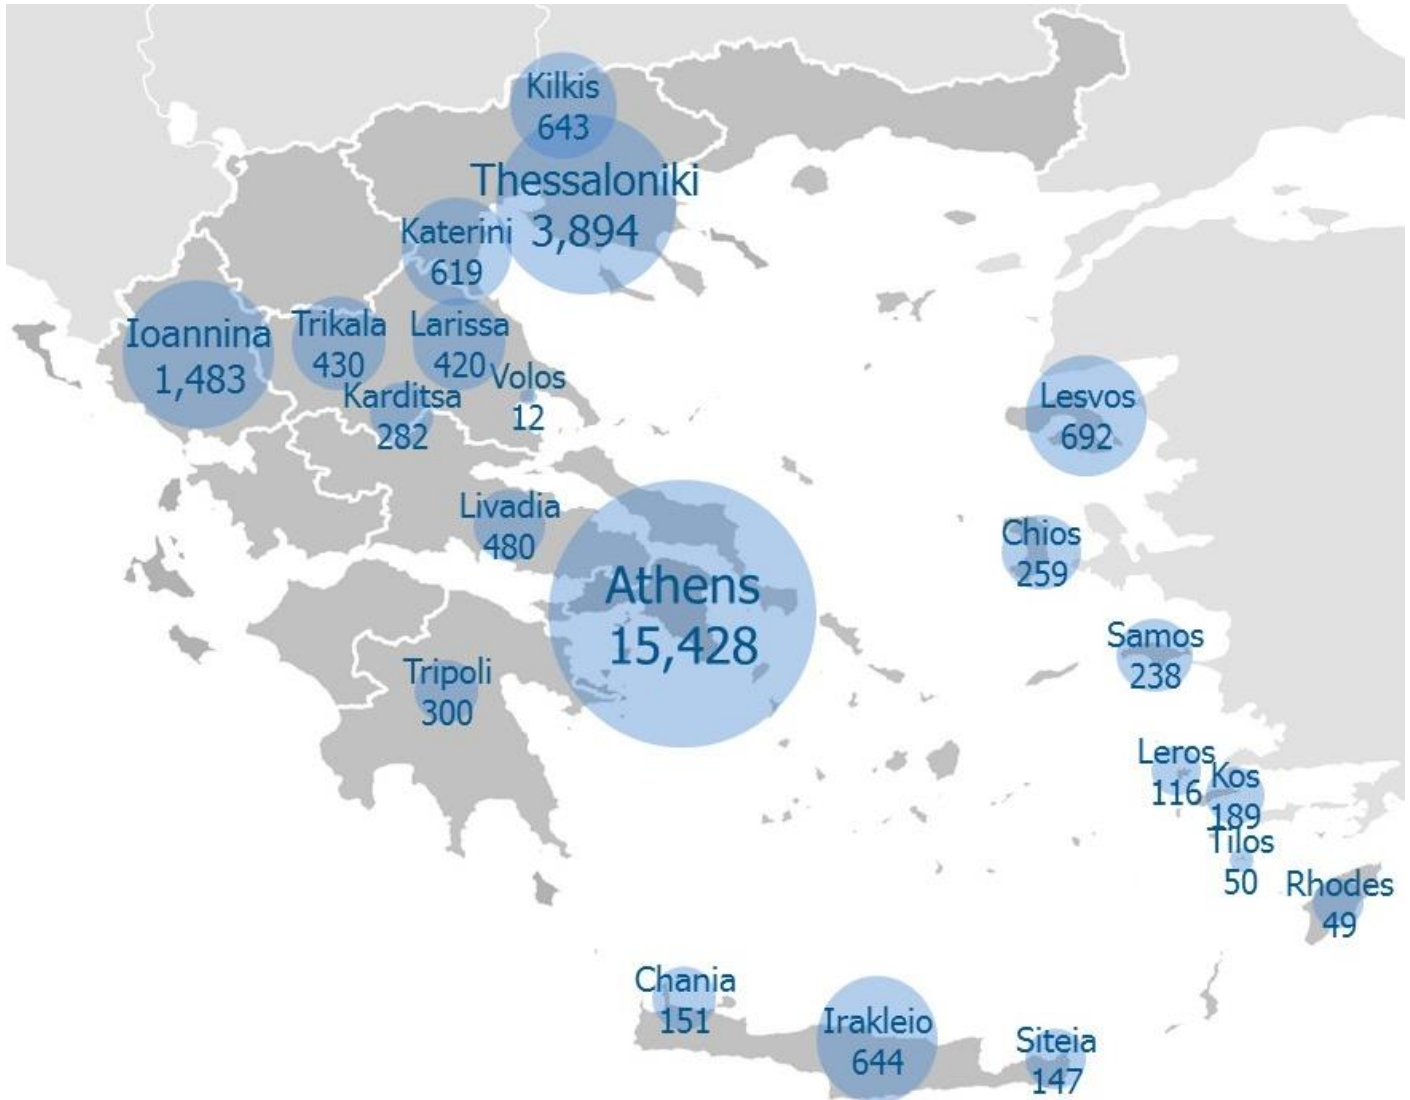 Kilkis
643
Thessaloniki
3,894
Katerini
619
Ioannina
1,483
Trikala
430
Larissa
420
Volos
12
Karditsa
282
Lesvos
692
Livadia
480
Chios
259
Athens
15,428
Samos
238
Tripoli
300
Leros
116
Kos
189
Tilos
50
Rhodes
49
Chania
151
Irakleio
644
Siteia
147